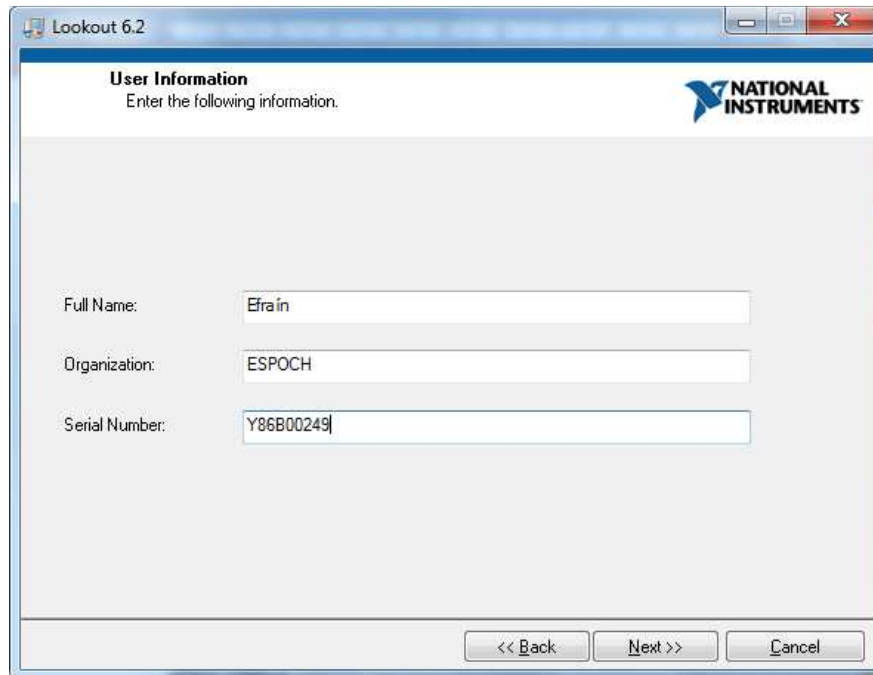 Lookout 6.2
User Information
Enter the following information.
NATIONAL
INSTRUMENTS
Full Name:
Efraín
Organization:
ESPOCH
Serial Number:
Y86B00249
<< Back
Next >>
Cancel